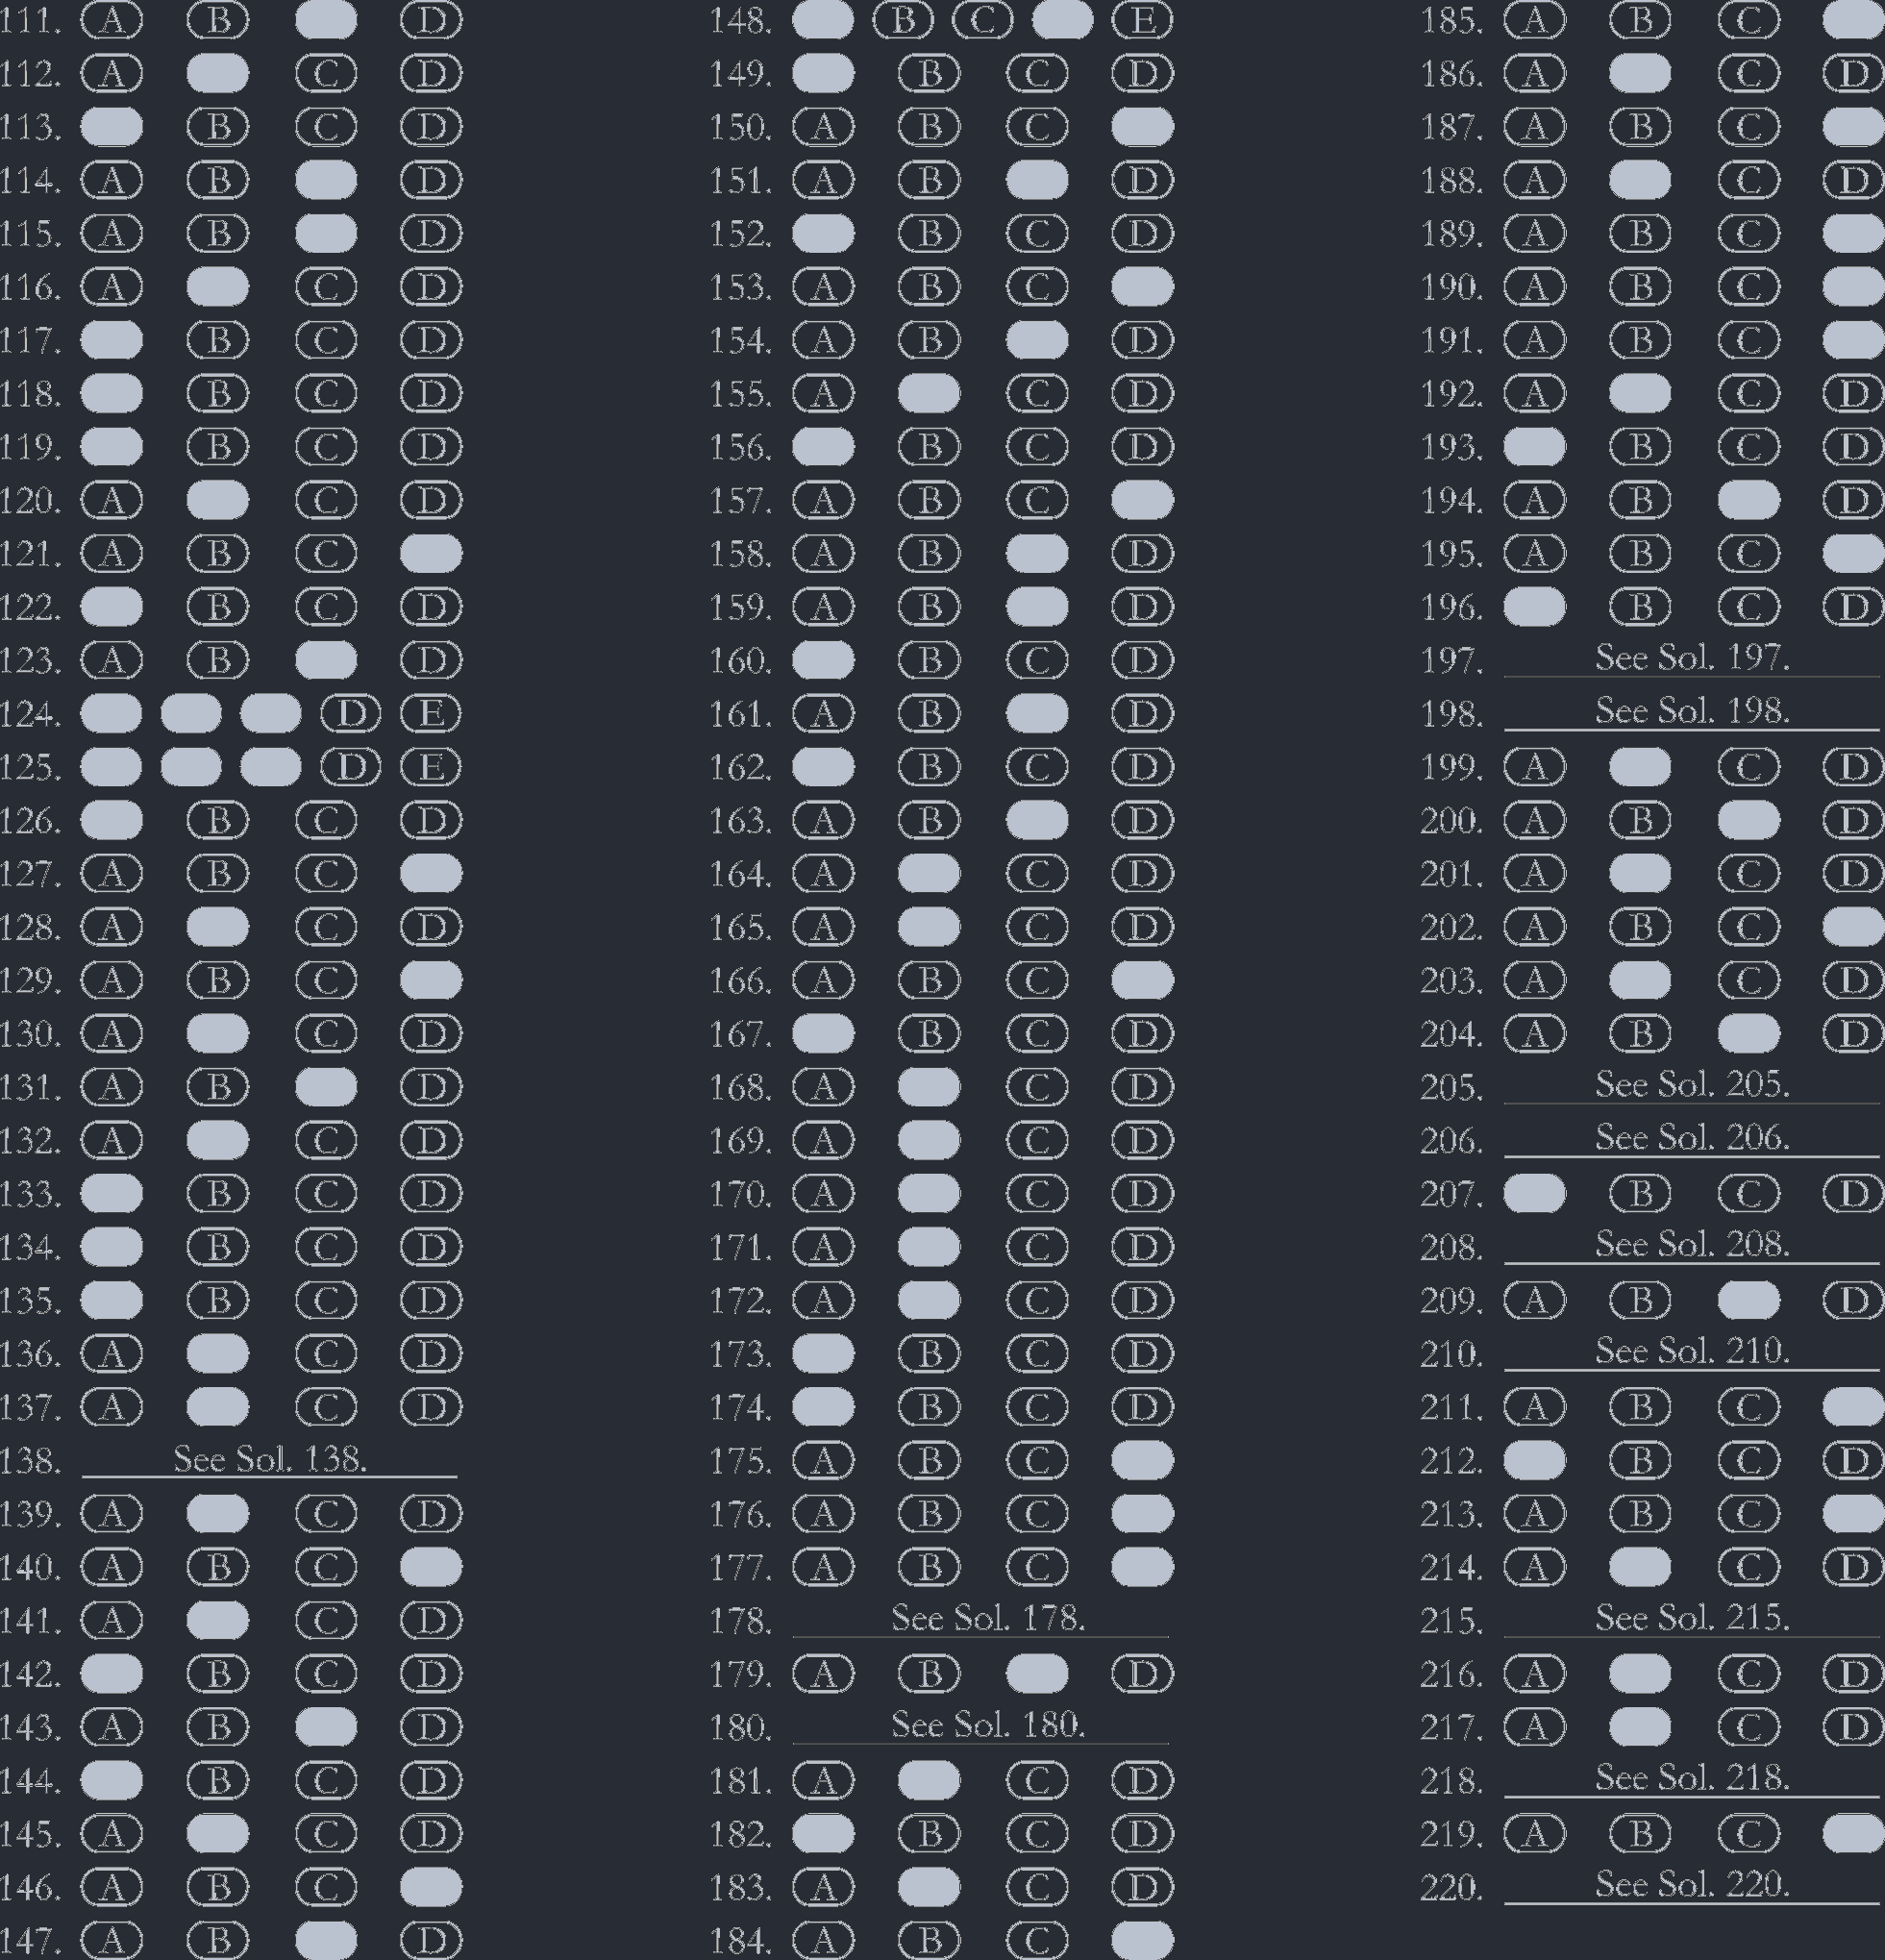 111. A B D
112. A C D
113. B C D
114. A B D
115. A B D
116. A C D
117. B C D
118. B C D
119. B C D
120. A C D
121. A B C
122. B C D
123. A B D
124. D E
125. D E
126. B C D
127. A B C
128. A C D
129. A B C
130. A C D
131. A B D
132. A C D
133. B C D
134. B C D
135. B C D
136. A C D
137. A C D
138. See Sol. 138.
139. A C D
140. A B C
141. A C D
142. B C D
143. A B D
144. B C D
145. A C D
146. A B C
147. A B D
148. B C E
149. B C D
150. A B C
151. A B D
152. B C D
153. A B C
154. A B D
155. A C D
156. B C D
157. A B C
158. A B D
159. A B D
160. B C D
161. A B D
162. B C D
163. A B D
164. A C D
165. A C D
166. A B C
167. B C D
168. A C D
169. A C D
170. A C D
171. A C D
172. A C D
173. B C D
174. B C D
175. A B C
176. A B C
177. A B C
178. See Sol. 178.
179. A B D
180. See Sol. 180.
181. A C D
182. B C D
183. A C D
184. A B C
185. A B C
186. A C D
187. A B C
188. A C D
189. A B C
190. A B C
191. A B C
192. A C D
193. B C D
194. A B D
195. A B C
196. B C D
197. See Sol. 197.
198. See Sol. 198.
199. A C D
200. A B D
201. A C D
202. A B C
203. A C D
204. A B D
205. See Sol. 205.
206. See Sol. 206.
207. B C D
208. See Sol. 208.
209. A B D
210. See Sol. 210.
211. A B C
212. B C D
213. A B C
214. A C D
215. See Sol. 215.
216. A C D
217. A C D
218. See Sol. 218.
219. A B C
220. See Sol. 220.